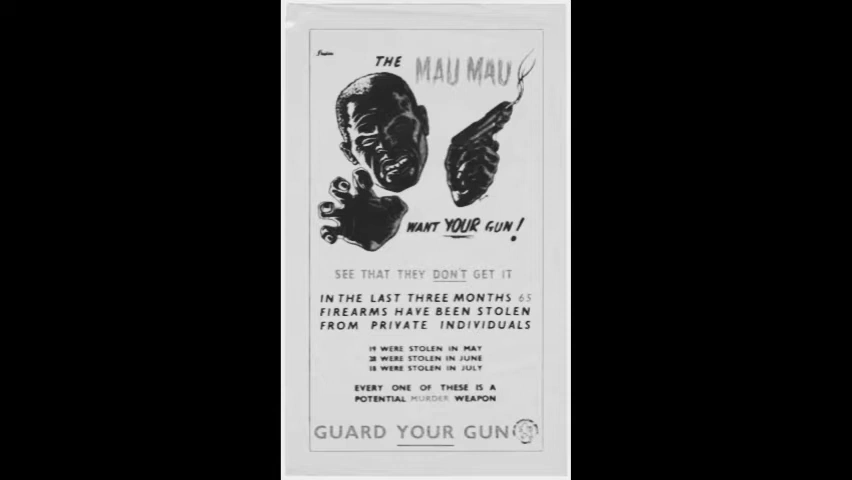 THE MAU MAU
WANT YOUR GUN!
SEE THAT THEY DON'T GET IT
IN THE LAST THREE MONTHS 65
FIREARMS HAVE BEEN STOLEN
FROM PRIVATE INDIVIDUALS
19 WERE STOLEN IN MAY
28 WERE STOLEN IN JUNE
18 WERE STOLEN IN JULY
EVERY ONE OF THESE IS A
POTENTIAL MURDER WEAPON
GUARD YOUR GUN